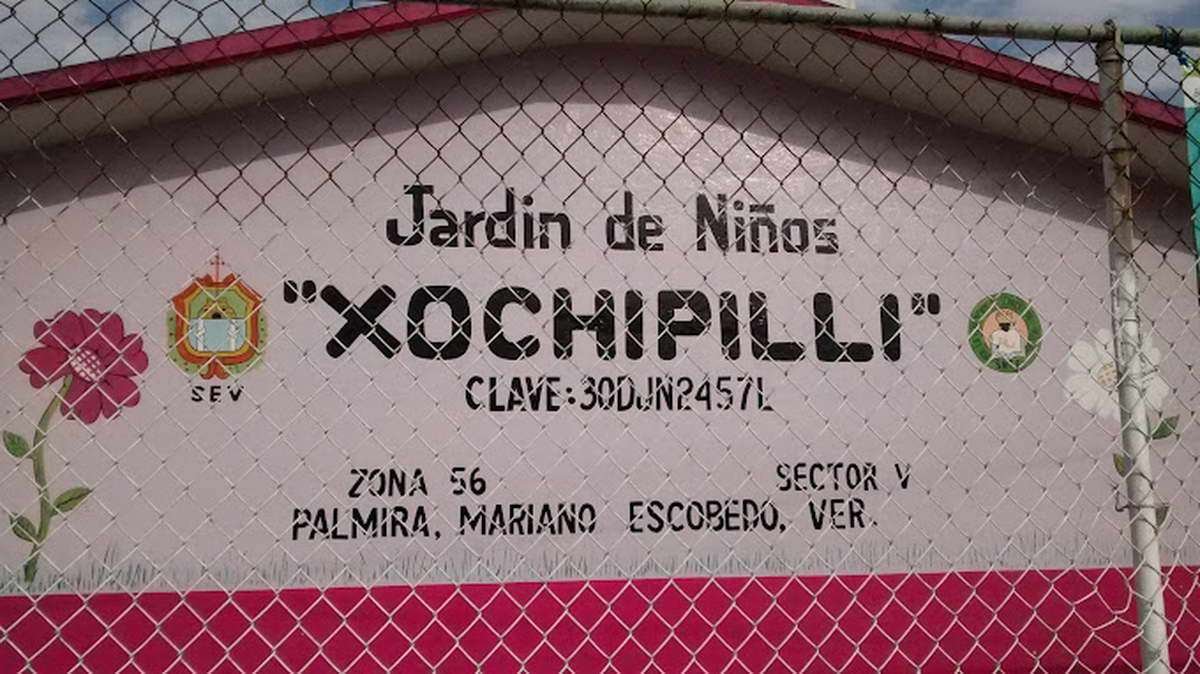 Jardin de Niños
"XOCHIPILLI"
SEV
CLAVE:30DJN2457L
ZONA 56 SECTOR V
PALMIRA, MARIANO ESCOBEDO, VER.